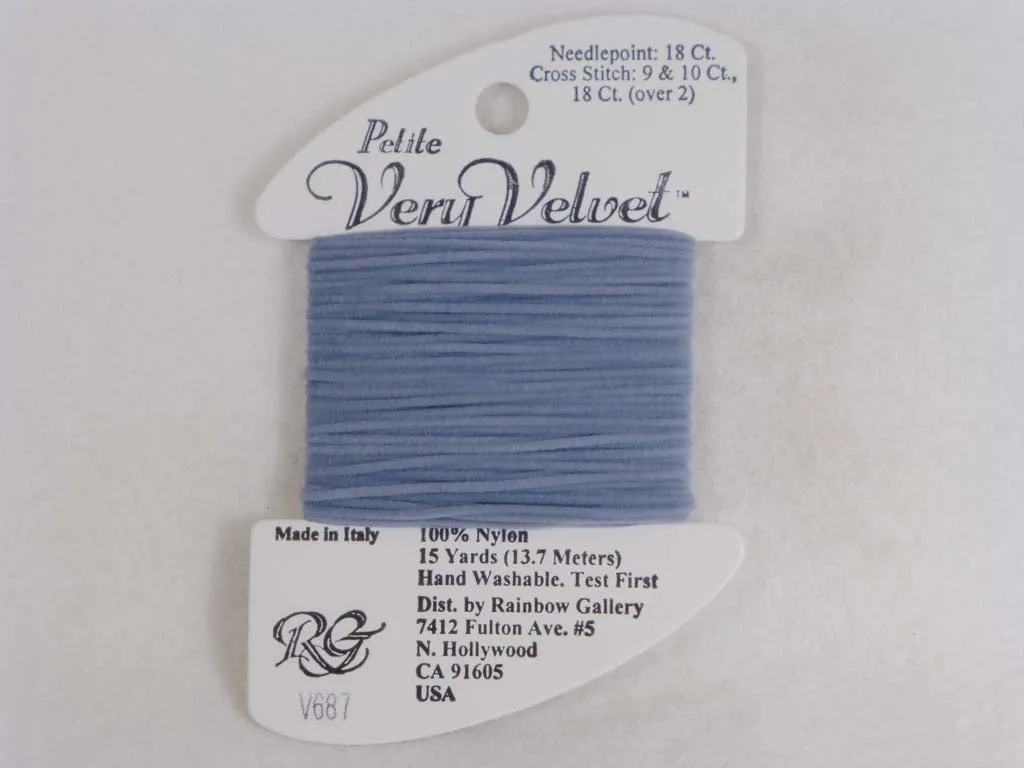 Needlepoint: 18 Ct.
Cross Stitch: 9 & 10 Ct.,
18 Ct. (over 2)
Petite
Very Velvet™
Made in Italy
100% Nylon
15 Yards (13.7 Meters)
Hand Washable. Test First
Dist. by Rainbow Gallery
7412 Fulton Ave. #5
N. Hollywood
CA 91605
USA
RG
V687